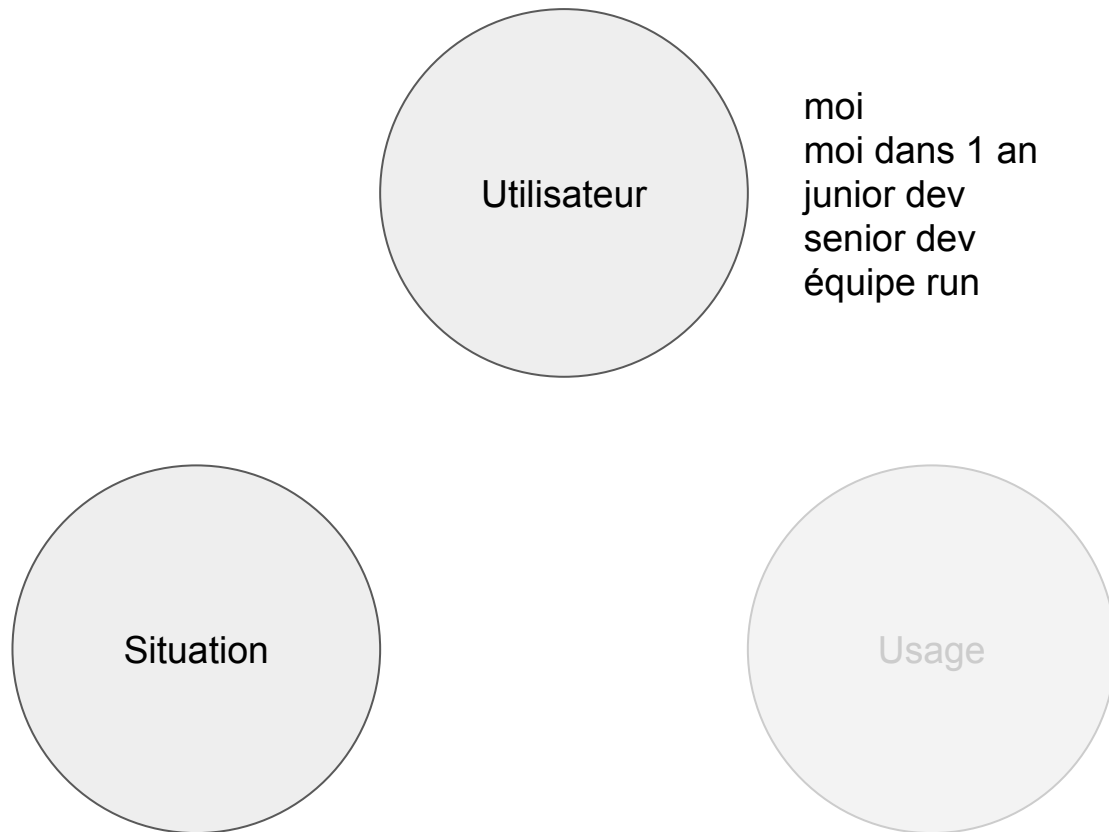 Utilisateur
moi
moi dans 1 an
junior dev
senior dev
équipe run
Situation
Usage